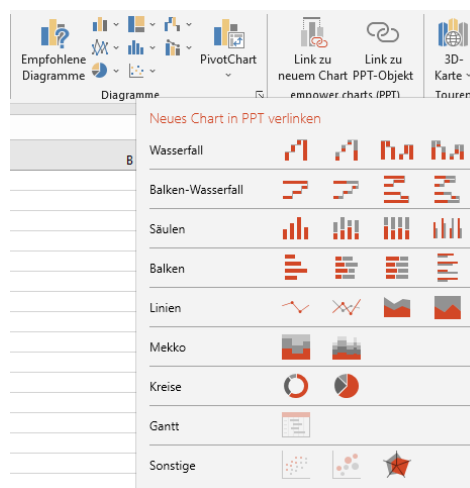 Empfohlene
Diagramme
PivotChart
Link zu
neuem Chart
Link zu
PPT-Objekt
3D-
Karte
Diagramme
empower charts (PPT)
Touren
Neues Chart in PPT verlinken
Wasserfall
Balken-Wasserfall
Säulen
Balken
Linien
Mekko
Kreise
Gantt
Sonstige
B